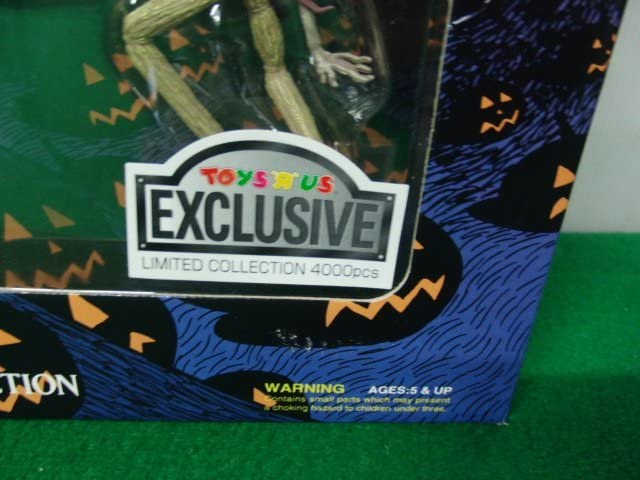 TOYS "R" US
EXCLUSIVE
LIMITED COLLECTION 4000pcs
CTION
WARNING AGES:5 & UP
Contains small parts which may present
a choking hazard to children under three.